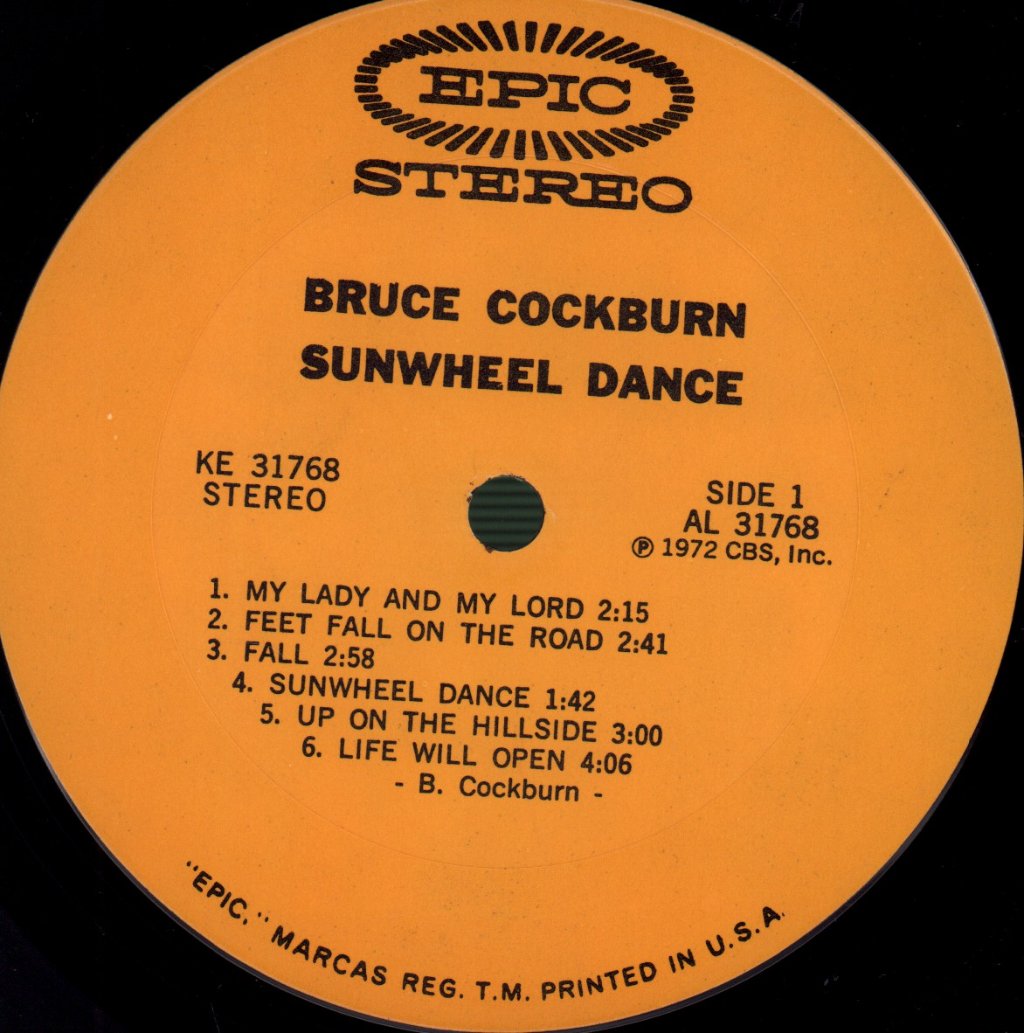 EPIC
STEREO
BRUCE COCKBURN
SUNWHEEL DANCE
KE 31768
STEREO
SIDE 1
AL 31768
Ⓟ 1972 CBS, Inc.
1. MY LADY AND MY LORD 2:15
2. FEET FALL ON THE ROAD 2:41
3. FALL 2:58
4. SUNWHEEL DANCE 1:42
5. UP ON THE HILLSIDE 3:00
6. LIFE WILL OPEN 4:06
- B. Cockburn -
"EPIC," MARCAS REG. T.M. PRINTED IN U.S.A.